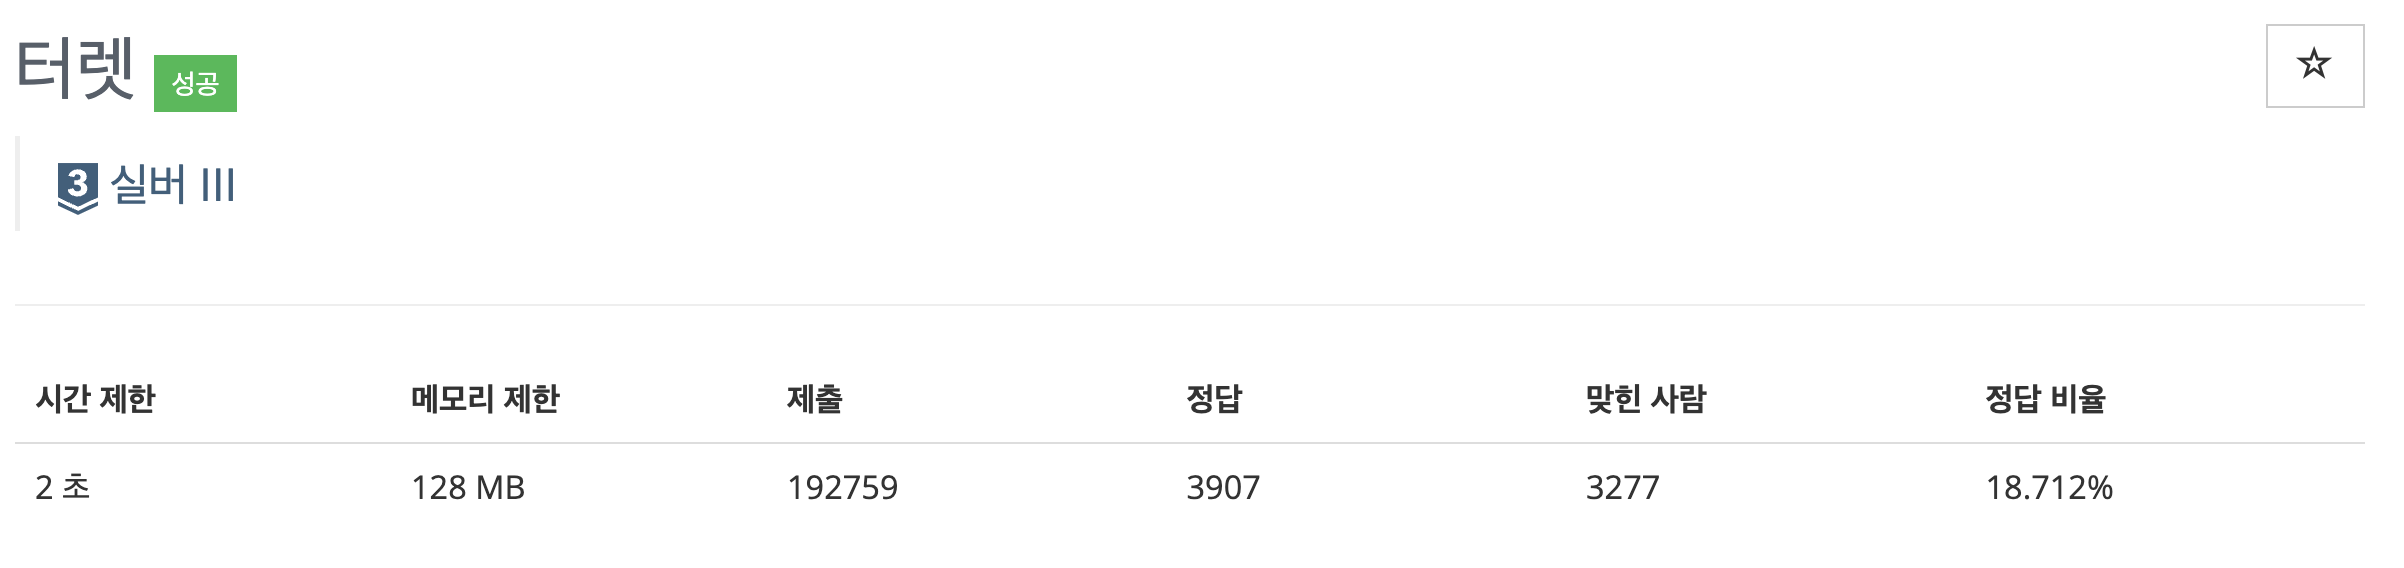 터렛 성공
3 실버 III
시간 제한 메모리 제한 제출 정답 맞힌 사람 정답 비율
2 초 128 MB 192759 3907 3277 18.712%